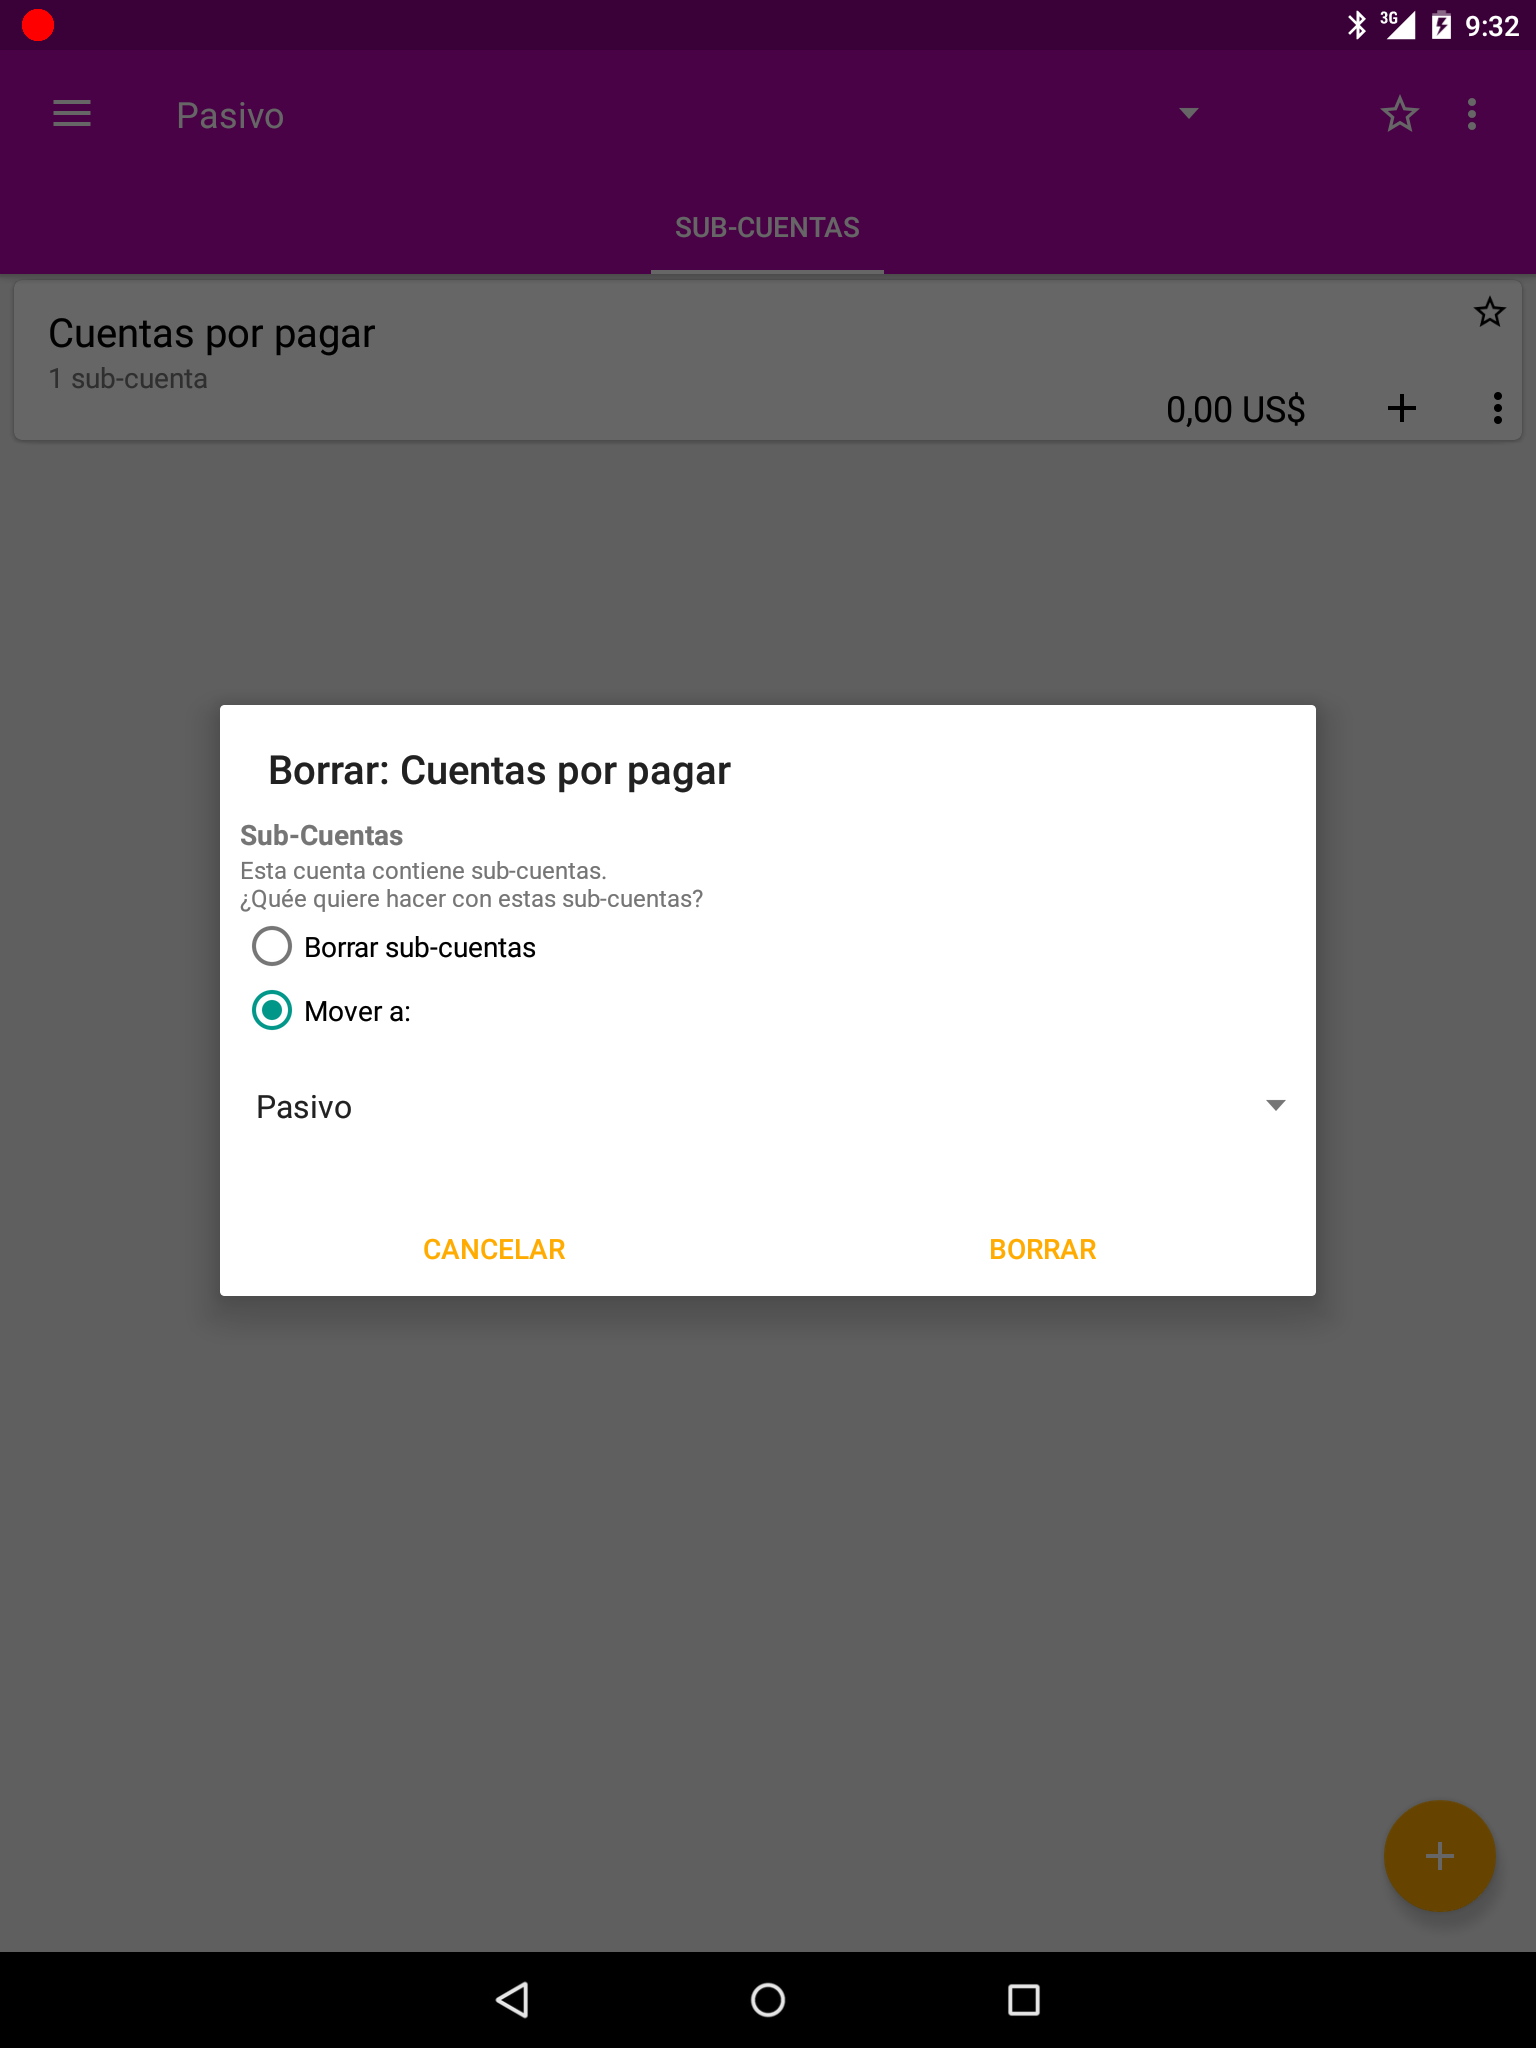 3G 9:32
Pasivo
SUB-CUENTAS
Cuentas por pagar
1 sub-cuenta
0,00 US$
Borrar: Cuentas por pagar
Sub-Cuentas
Esta cuenta contiene sub-cuentas.
¿Quée quiere hacer con estas sub-cuentas?
Borrar sub-cuentas
Mover a:
Pasivo
CANCELAR BORRAR